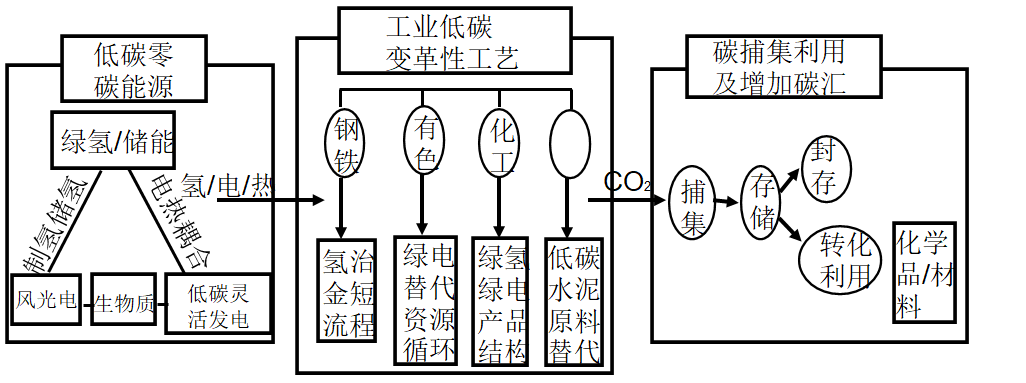 低碳零
碳能源
绿氢/储能
制氢储氢
电热耦合
风光电
生物质
低碳灵
活发电
氢/电/热
工业低碳
变革性工艺
钢
铁
有
色
化
工
氢冶
金短
流程
绿电
替代
资源
循环
绿氢
绿电
产品
结构
低碳
水泥
原料
替代
CO₂
碳捕集利用
及增加碳汇
捕
集
存
储
封
存
转化
利用
化学
品/材
料